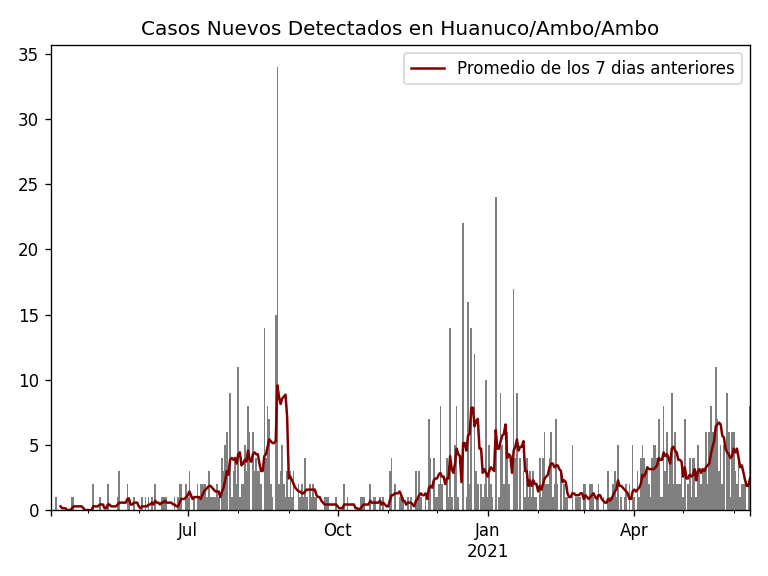 Casos Nuevos Detectados en Huanuco/Ambo/Ambo
Promedio de los 7 dias anteriores
35
30
25
20
15
10
5
0
Jul
Oct
Jan
2021
Apr